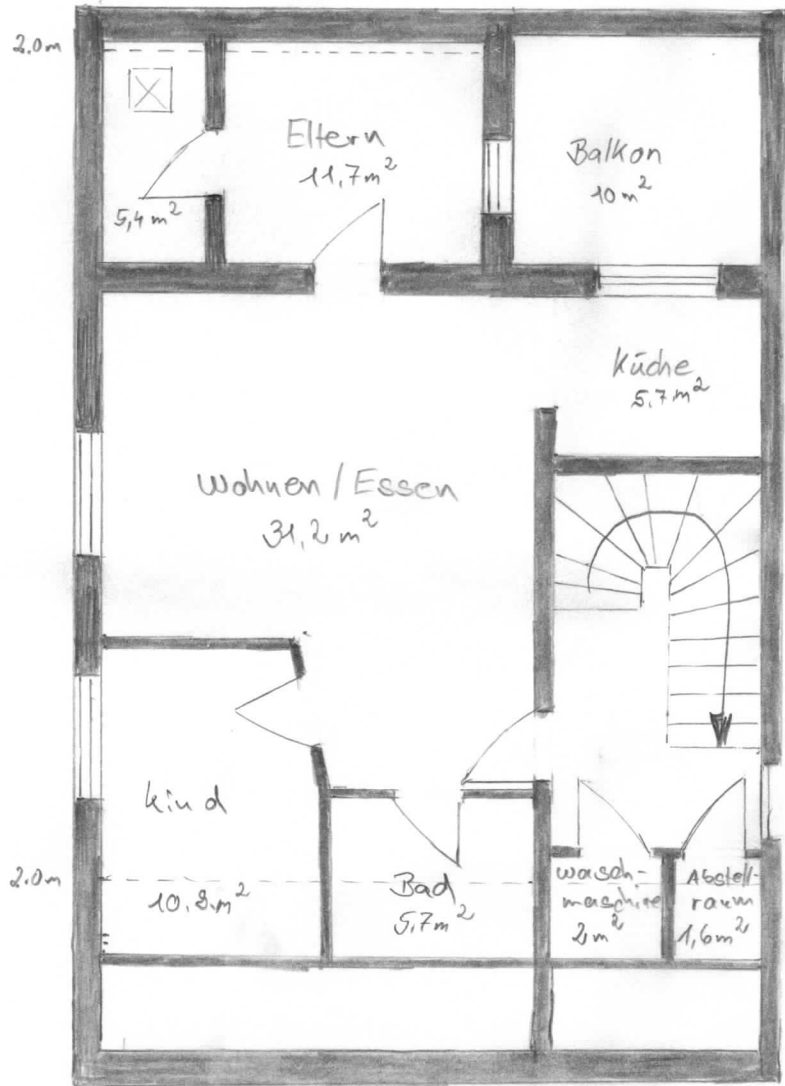 2.0m
Eltern
11,7m²
5,4m²
Balkon
10m²
Küche
5,7m²
Wohnen/Essen
31,2m²
Kind
10,8m²
2.0m
Bad
5,7m²
Wasch-
maschine
2m²
Abstell-
raum
1,6m²